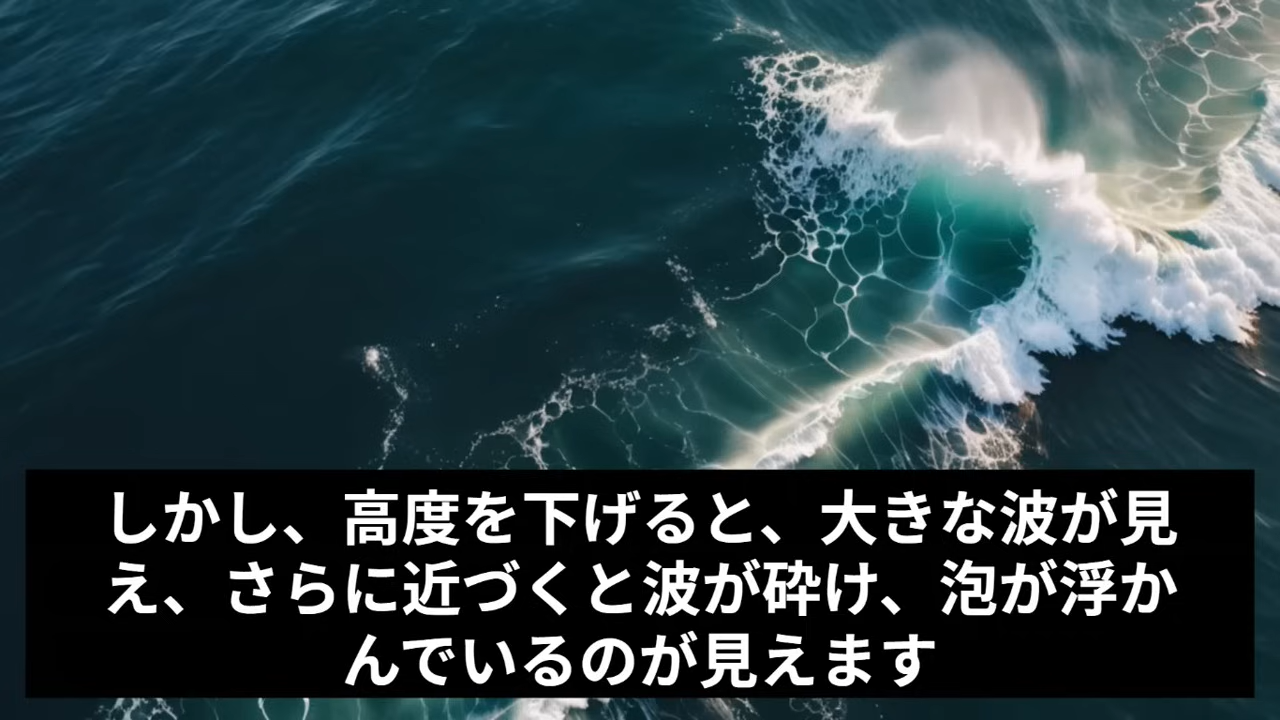 しかし、高度を下げると、大きな波が見
え、さらに近づくと波が砕け、泡が浮か
んでいるのが見えます